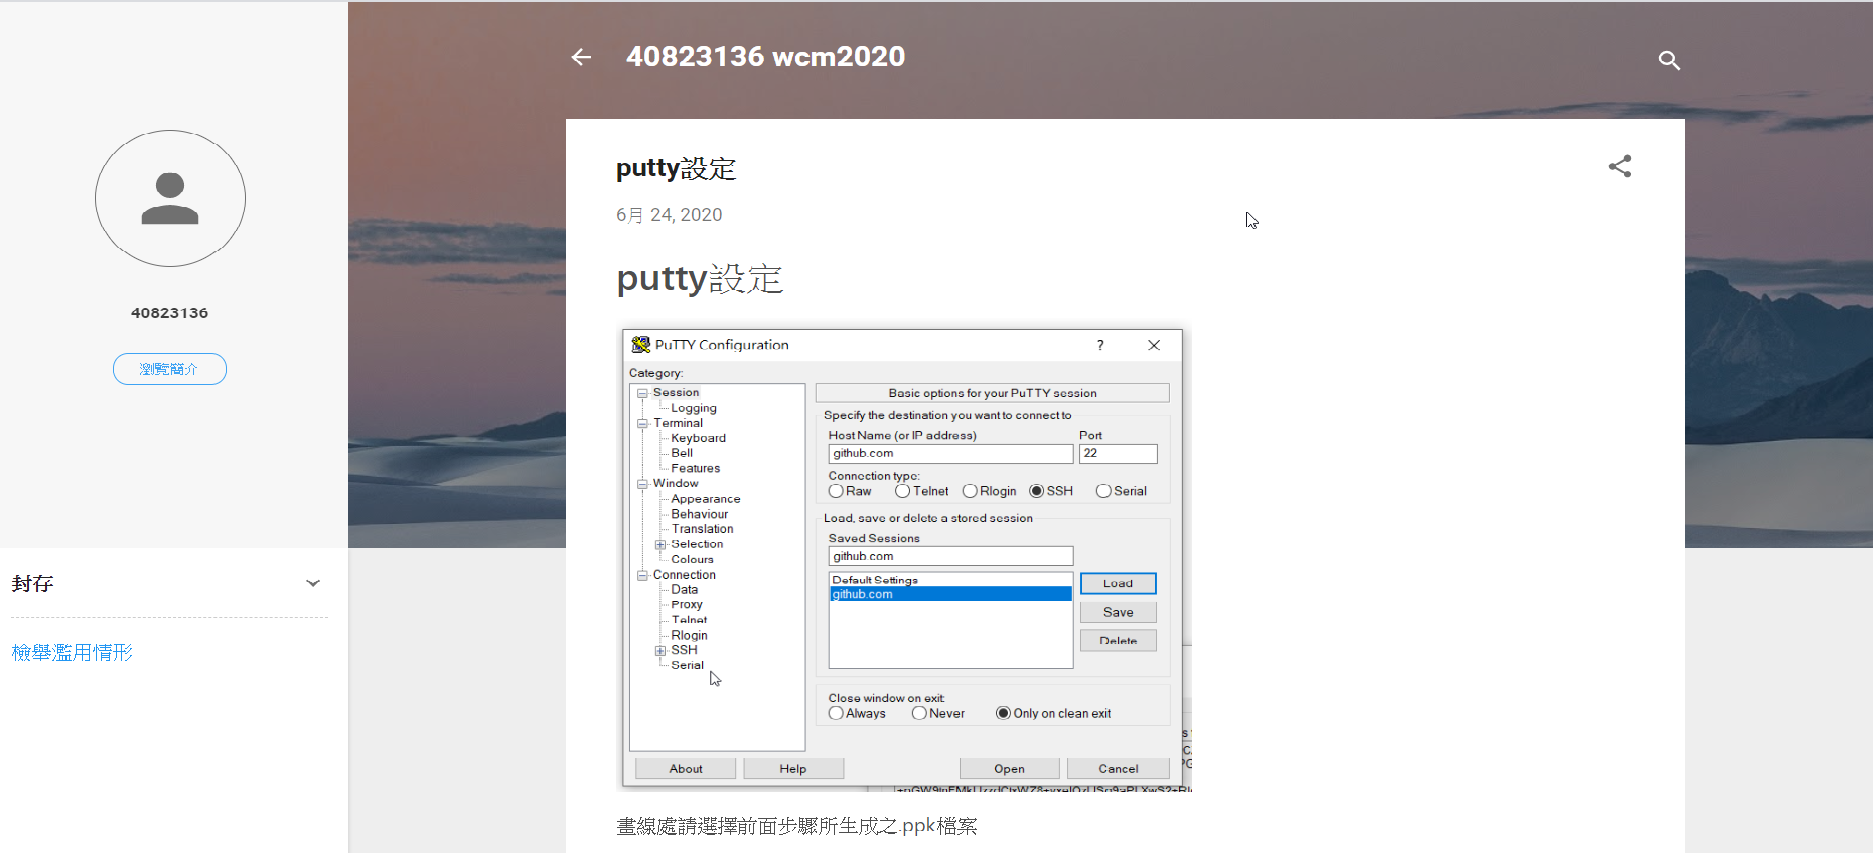 40823136 wcm2020
40823136
瀏覽簡介
封存
檢舉濫用情形
putty設定
6月 24, 2020
putty設定
PuTTY Configuration
?
Category:
Session
Logging
Terminal
Keyboard
Bell
Features
Window
Appearance
Behaviour
Translation
Selection
Colours
Connection
Data
Proxy
Telnet
Rlogin
SSH
Serial
Basic options for your PuTTY session
Specify the destination you want to connect to
Host Name (or IP address) Port
github.com 22
Connection type:
Raw Telnet Rlogin SSH Serial
Load, save or delete a stored session
Saved Sessions
github.com
Default Settings
github.com
Load
Save
Delete
Close window on exit:
Always Never Only on clean exit
About Help Open Cancel
畫線處請選擇前面步驟所生成之.ppk檔案